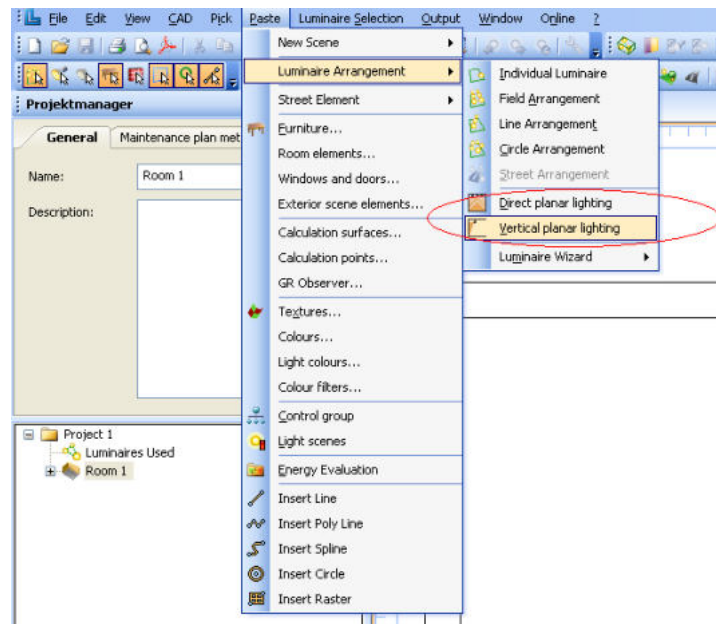 File Edit View CAD Pick Paste Luminaire Selection Output Window Online ?
Projektmanager
General Maintenance plan met
Name: Room 1
Description:
Project 1
Luminaires Used
Room 1
New Scene
Luminaire Arrangement
Street Element
Furniture...
Room elements...
Windows and doors...
Exterior scene elements...
Calculation surfaces...
Calculation points...
GR Observer...
Textures...
Colours...
Light colours...
Colour filters...
Control group
Light scenes
Energy Evaluation
Insert Line
Insert Poly Line
Insert Spline
Insert Circle
Insert Raster
Individual Luminaire
Field Arrangement
Line Arrangement
Circle Arrangement
Street Arrangement
Direct planar lighting
Vertical planar lighting
Luminaire Wizard